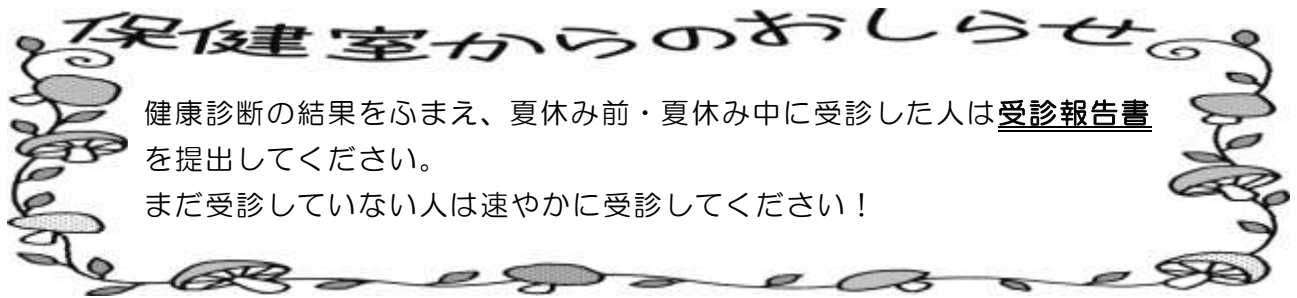 保健室からのおしらせ
健康診断の結果をふまえ、夏休み前・夏休み中に受診した人は受診報告書
を提出してください。
まだ受診していない人は速やかに受診してください！